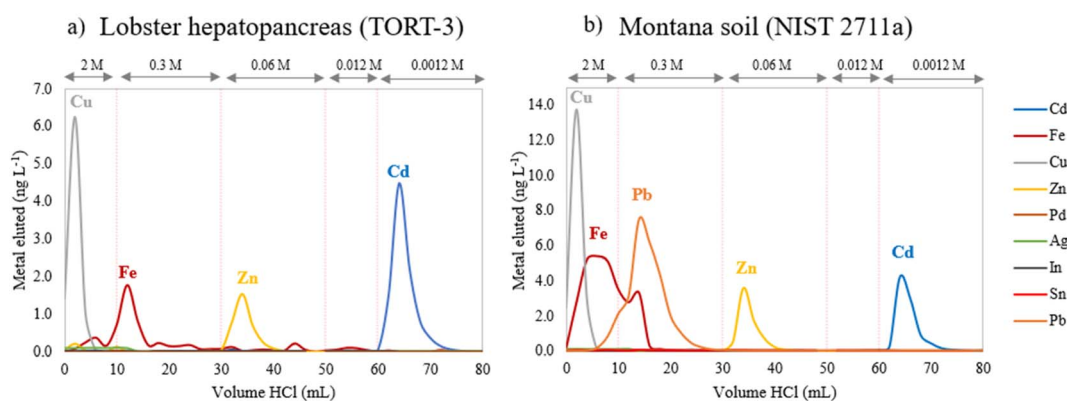 a) Lobster hepatopancreas (TORT-3)
2 M 0.3 M 0.06 M 0.012 M 0.0012 M
7.0
6.0
5.0
4.0
3.0
2.0
1.0
0.0
Metal eluted (ng L⁻¹)
Cu
Fe
Zn
Cd
0 10 20 30 40 50 60 70 80
Volume HCl (mL)
b) Montana soil (NIST 2711a)
2 M 0.3 M 0.06 M 0.012 M 0.0012 M
14.0
12.0
10.0
8.0
6.0
4.0
2.0
0.0
Metal eluted (ng L⁻¹)
Cu
Fe
Pb
Zn
Cd
0 10 20 30 40 50 60 70 80
Volume HCl (mL)
Cd
Fe
Cu
Zn
Pd
Ag
In
Sn
Pb